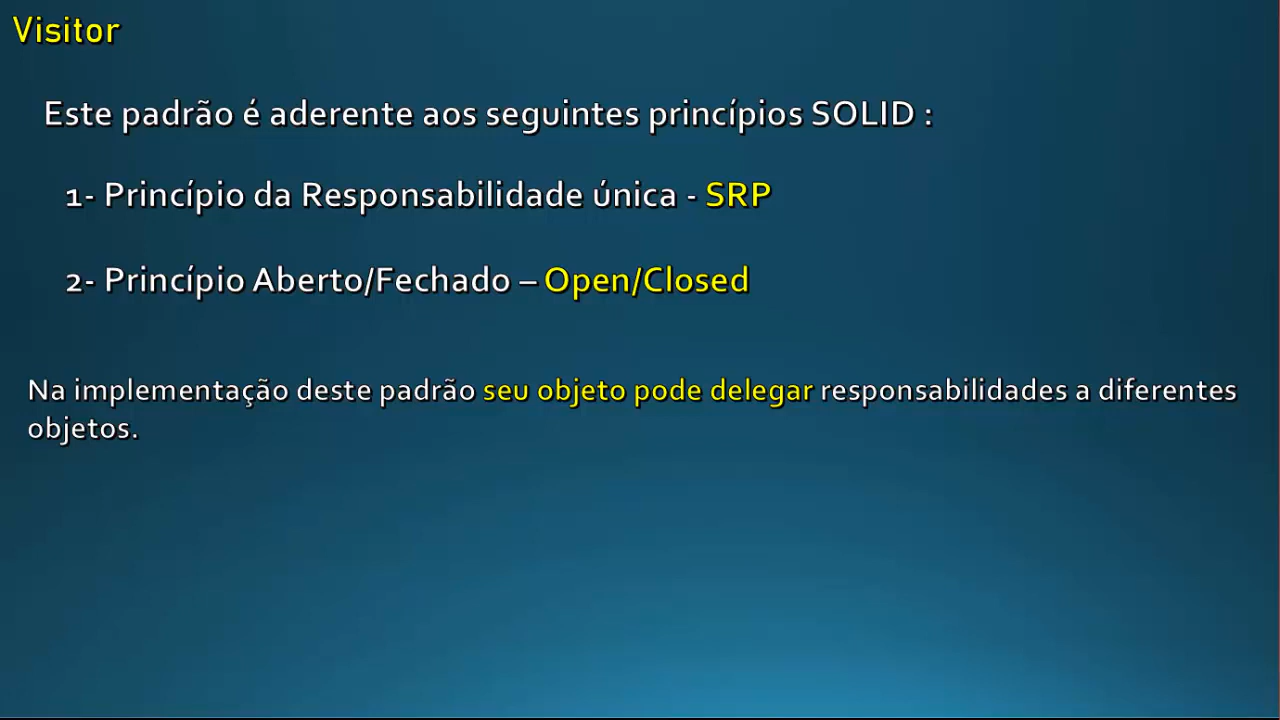 Visitor
Este padrão é aderente aos seguintes princípios SOLID :
1- Princípio da Responsabilidade única - SRP
2- Princípio Aberto/Fechado – Open/Closed
Na implementação deste padrão seu objeto pode delegar responsabilidades a diferentes
objetos.